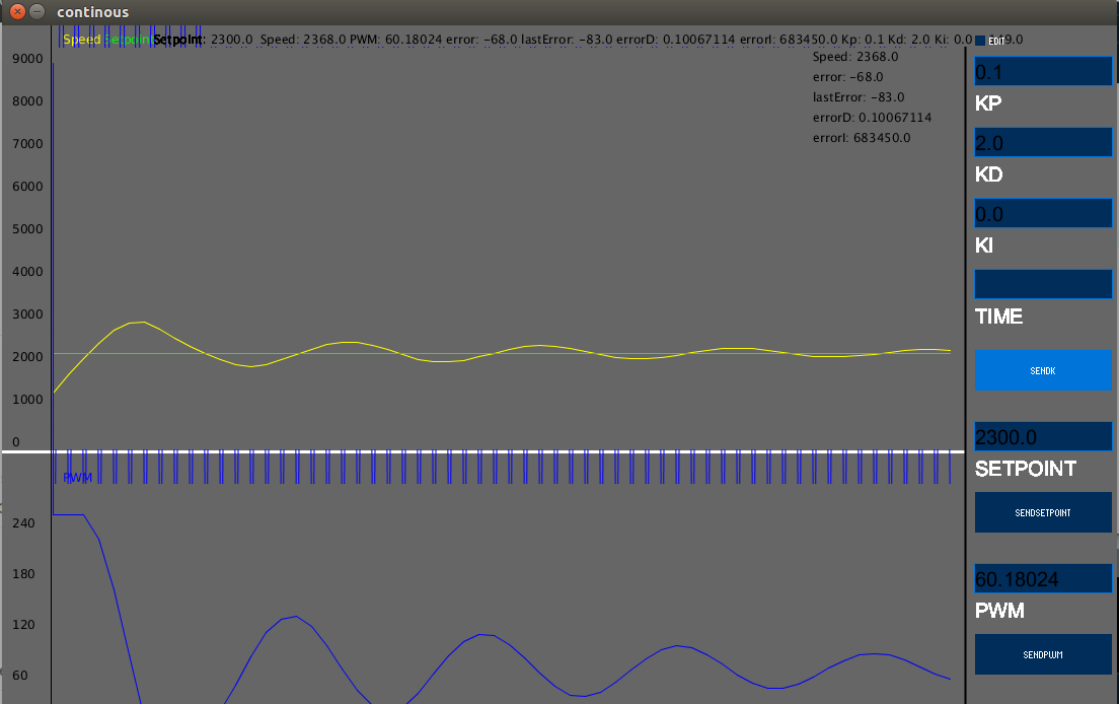 continous
Speed Setpoint Setpoint: 2300.0 Speed: 2368.0 PWM: 60.18024 error: -68.0 lastError: -83.0 errorD: 0.10067114 errorI: 683450.0 Kp: 0.1 Kd: 2.0 Ki: 0.0
EDIT
Speed: 2368.0
error: -68.0
lastError: -83.0
errorD: 0.10067114
errorI: 683450.0
9000
8000
7000
6000
5000
4000
3000
2000
1000
0
PWM
240
180
120
60
0.1
KP
2.0
KD
0.0
KI
TIME
SENDK
2300.0
SETPOINT
SENDSETPOINT
60.18024
PWM
SENDPWM